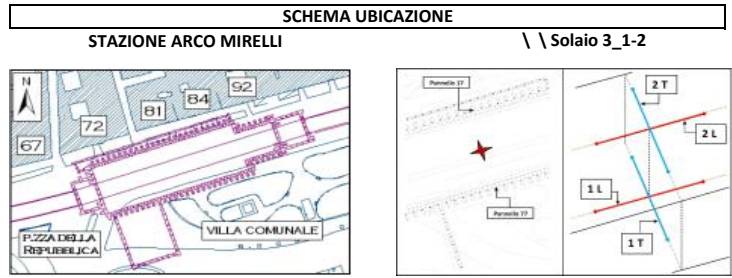 SCHEMA UBICAZIONE
STAZIONE ARCO MIRELLI
\ \ Solaio 3_1-2
N
67
72
81
84
92
P.ZZA DELLA
REPUBBLICA
VILLA COMUNALE
Pannello 17
Pannello 77
2 T
2 L
1 L
1 T